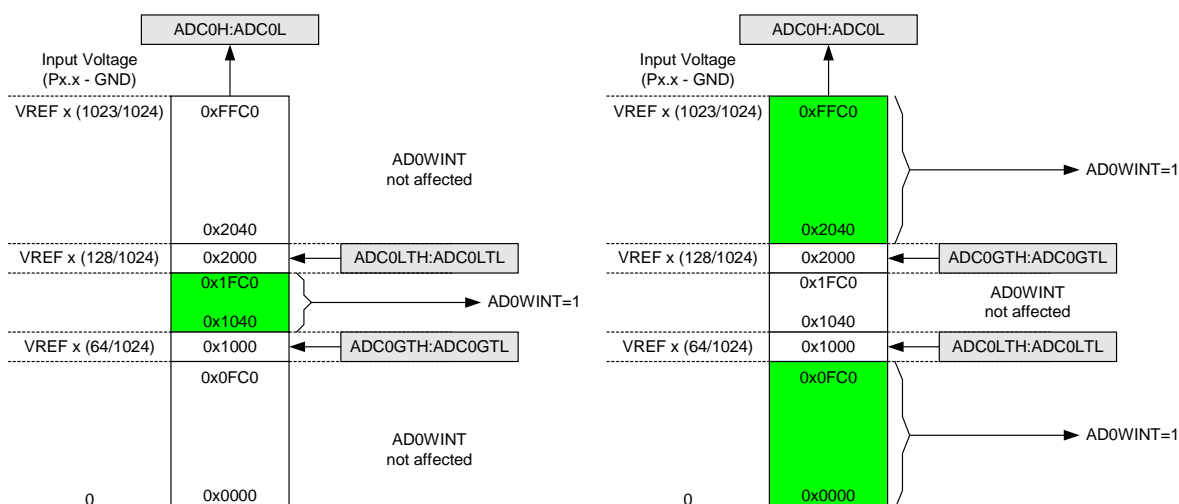 ADC0H:ADC0L
Input Voltage
(Px.x - GND)
VREF x (1023/1024)
0xFFC0
AD0WINT
not affected
0x2040
VREF x (128/1024)
0x2000
ADC0LTH:ADC0LTL
0x1FC0
AD0WINT=1
0x1040
VREF x (64/1024)
0x1000
ADC0GTH:ADC0GTL
0x0FC0
AD0WINT
not affected
0
0x0000
ADC0H:ADC0L
Input Voltage
(Px.x - GND)
VREF x (1023/1024)
0xFFC0
AD0WINT=1
0x2040
VREF x (128/1024)
0x2000
ADC0GTH:ADC0GTL
0x1FC0
AD0WINT
not affected
0x1040
VREF x (64/1024)
0x1000
ADC0LTH:ADC0LTL
0x0FC0
AD0WINT=1
0
0x0000